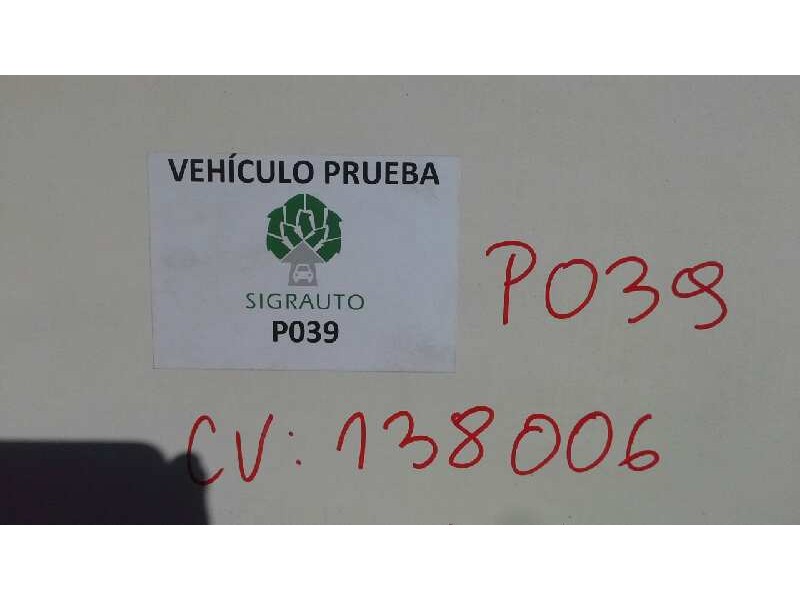 VEHÍCULO PRUEBA
SIGRAUTO
P039
P039
CV: 138006